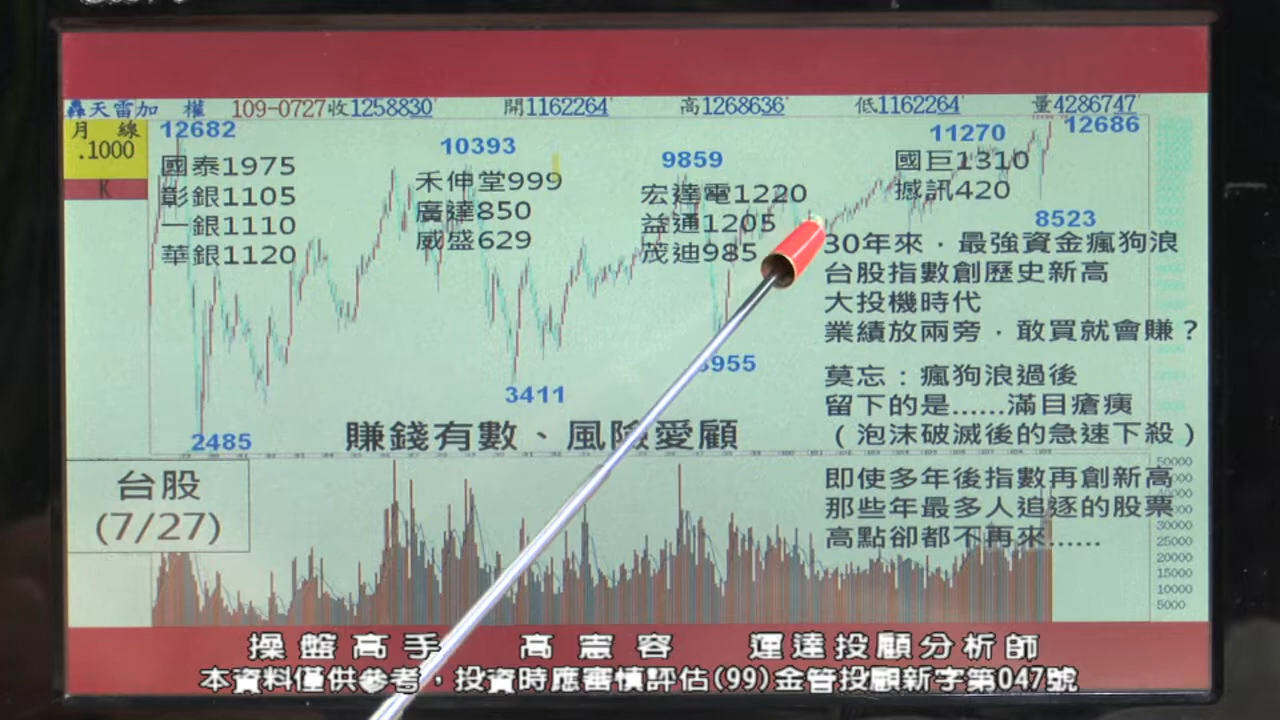 轟天雷加 權 109-0727收1258830 開1162264 高1268636 低1162264 量4286747
月 線
.1000
K
12682
國泰1975
彰銀1105
一銀1110
華銀1120
2485
10393
禾伸堂999
廣達850
威盛629
3411
9859
宏達電1220
益通1205
茂迪985
955
11270
12686
國巨1310
撼訊420
8523
30年來，最強資金瘋狗浪
台股指數創歷史新高
大投機時代
業績放兩旁，敢買就會賺？
莫忘：瘋狗浪過後
留下的是......滿目瘡痍
（泡沫破滅後的急速下殺）
賺錢有數、風險愛顧
台股
(7/27)
即使多年後指數再創新高
那些年最多人追逐的股票
高點卻都不再來......
50000
30000
25000
20000
15000
10000
5000
操盤高手 高憲容 運達投顧分析師
本資料僅供參考，投資時應審慎評估(99)金管投顧新字第047號